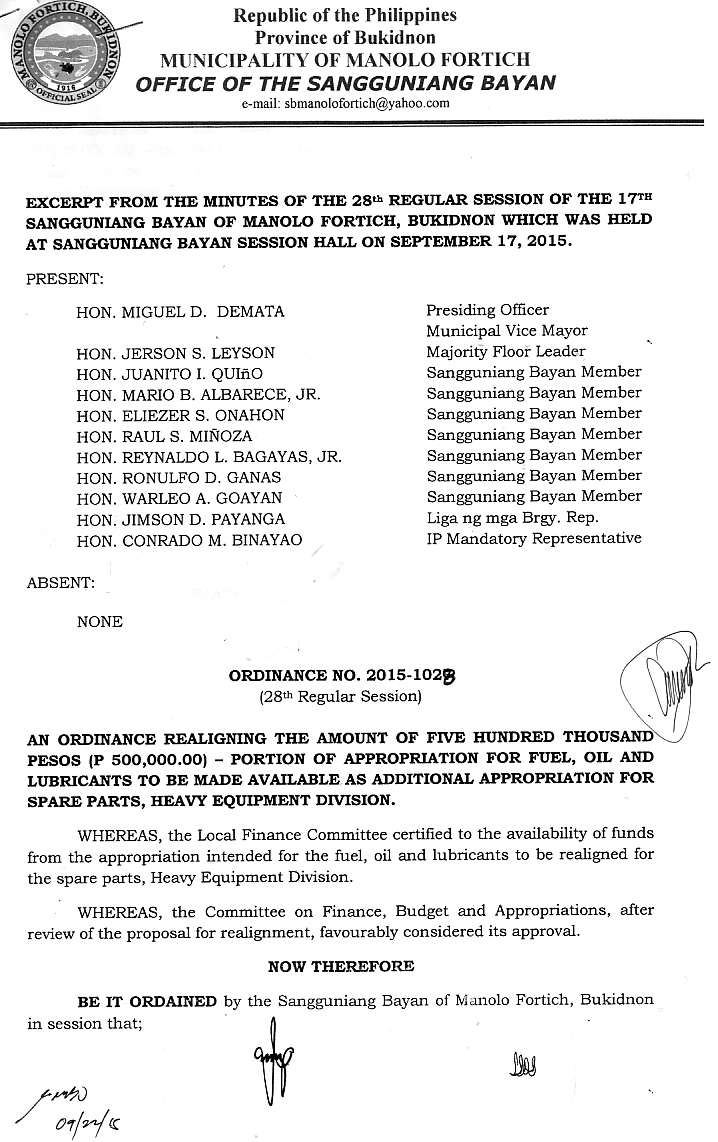 MANOLO FORTICH, BUKIDNON
1916
OFFICIAL SEAL
Republic of the Philippines
Province of Bukidnon
MUNICIPALITY OF MANOLO FORTICH
OFFICE OF THE SANGGUNIANG BAYAN
e-mail: sbmanolofortich@yahoo.com
EXCERPT FROM THE MINUTES OF THE 28th REGULAR SESSION OF THE 17TH
SANGGUNIANG BAYAN OF MANOLO FORTICH, BUKIDNON WHICH WAS HELD
AT SANGGUNIANG BAYAN SESSION HALL ON SEPTEMBER 17, 2015.
PRESENT:
HON. MIGUEL D. DEMATA Presiding Officer
Municipal Vice Mayor
HON. JERSON S. LEYSON Majority Floor Leader
HON. JUANITO I. QUIñO Sangguniang Bayan Member
HON. MARIO B. ALBARECE, JR. Sangguniang Bayan Member
HON. ELIEZER S. ONAHON Sangguniang Bayan Member
HON. RAUL S. MIÑOZA Sangguniang Bayan Member
HON. REYNALDO L. BAGAYAS, JR. Sangguniang Bayan Member
HON. RONULFO D. GANAS Sangguniang Bayan Member
HON. WARLEO A. GOAYAN Sangguniang Bayan Member
HON. JIMSON D. PAYANGA Liga ng mga Brgy. Rep.
HON. CONRADO M. BINAYAO IP Mandatory Representative
ABSENT:
NONE
ORDINANCE NO. 2015-102B
(28th Regular Session)
AN ORDINANCE REALIGNING THE AMOUNT OF FIVE HUNDRED THOUSAND
PESOS (P 500,000.00) – PORTION OF APPROPRIATION FOR FUEL, OIL AND
LUBRICANTS TO BE MADE AVAILABLE AS ADDITIONAL APPROPRIATION FOR
SPARE PARTS, HEAVY EQUIPMENT DIVISION.
WHEREAS, the Local Finance Committee certified to the availability of funds
from the appropriation intended for the fuel, oil and lubricants to be realigned for
the spare parts, Heavy Equipment Division.
WHEREAS, the Committee on Finance, Budget and Appropriations, after
review of the proposal for realignment, favourably considered its approval.
NOW THEREFORE
BE IT ORDAINED by the Sangguniang Bayan of Manolo Fortich, Bukidnon
in session that;
09/22/15